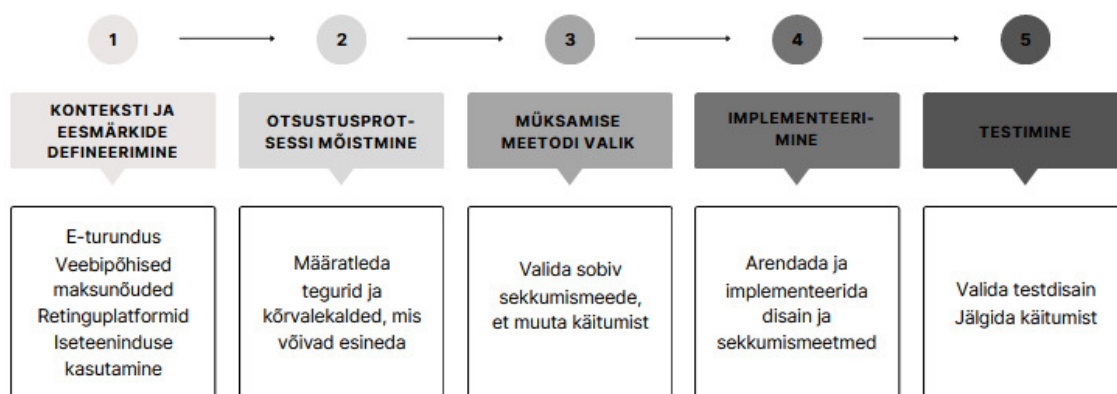 1
2
3
4
5
KONTEKSTI JA
EESMÄRKIDE
DEFINEERIMINE
OTSUSTUSPROT-
SESSI MÕISTMINE
MÜKSAMISE
MEETODI VALIK
IMPLEMENTEERI-
MINE
TESTIMINE
E-turundus
Veebipõhised
maksunõuded
Retinguplatformid
Iseteeninduse
kasutamine
Määratleda
tegurid ja
kõrvalekalded, mis
võivad esineda
Valida sobiv
sekkumismeede,
et muuta käitumist
Arendada ja
implementeerida
disain ja
sekkumismeetmed
Valida testdisain
Jälgida käitumist